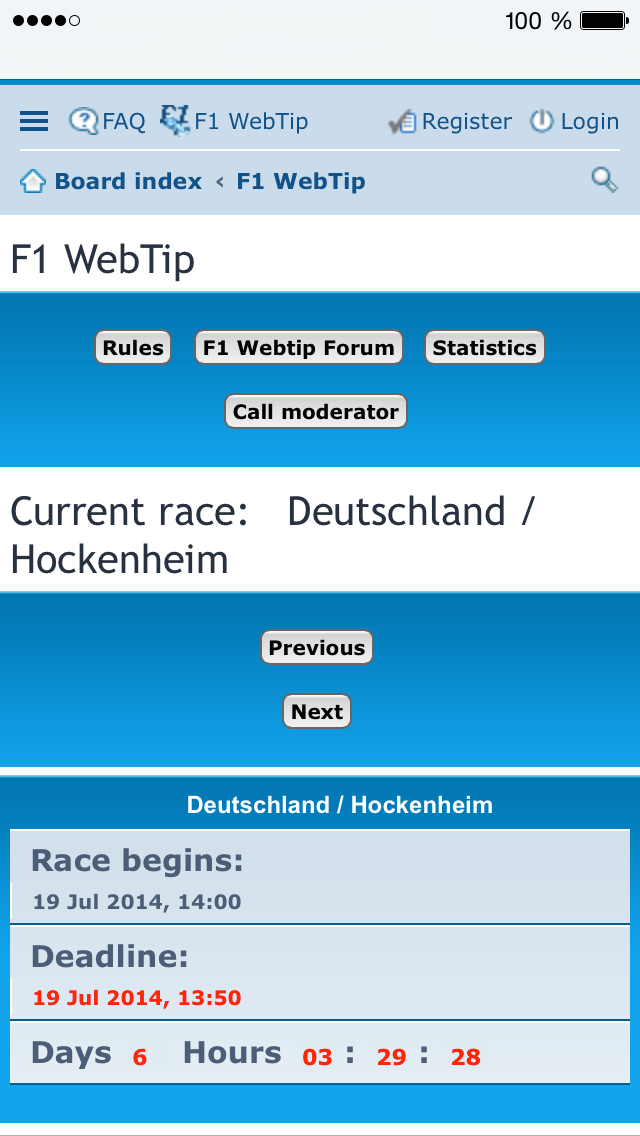 100 %
FAQ F1 WebTip Register Login
Board index ‹ F1 WebTip
F1 WebTip
Rules F1 Webtip Forum Statistics
Call moderator
Current race: Deutschland /
Hockenheim
Previous
Next
Deutschland / Hockenheim
Race begins:
19 Jul 2014, 14:00
Deadline:
19 Jul 2014, 13:50
Days 6 Hours 03 : 29 : 28